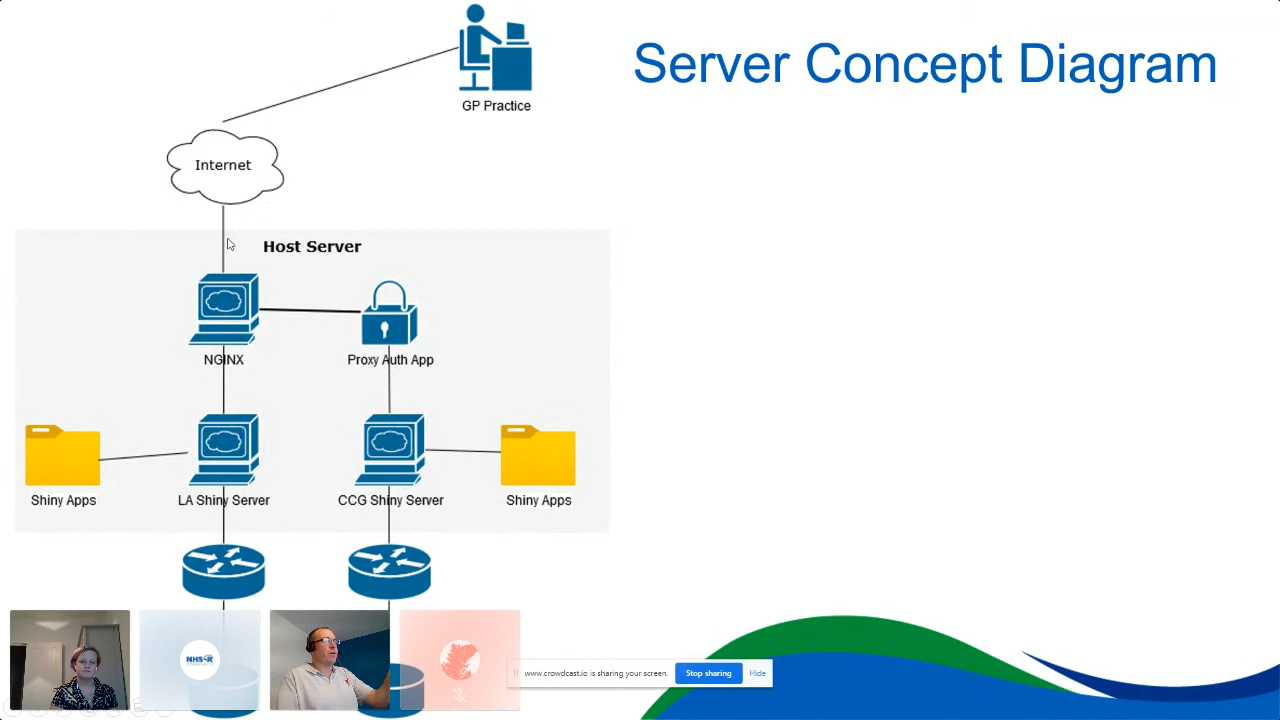 Server Concept Diagram
GP Practice
Internet
Host Server
NGINX
Proxy Auth App
Shiny Apps
LA Shiny Server
CCG Shiny Server
Shiny Apps
NHS-R
www.crowdcast.io is sharing your screen.
Stop sharing
Hide